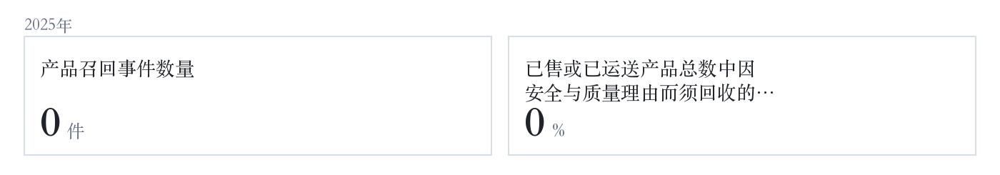 2025年
产品召回事件数量
0 件
已售或已运送产品总数中因
安全与质量理由而须回收的…
0 %